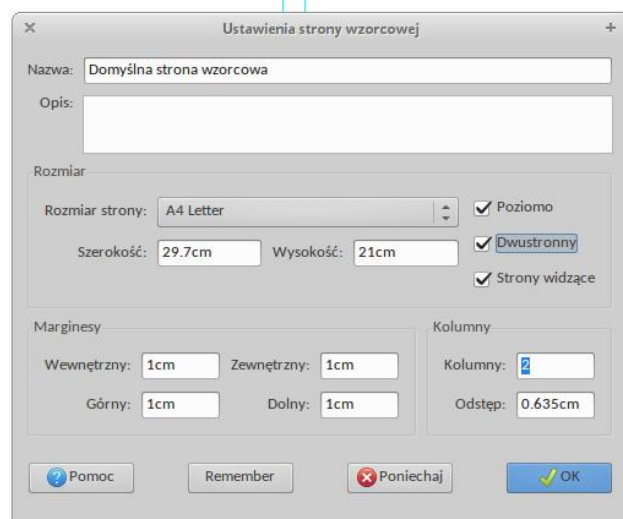 Ustawienia strony wzorcowej
Nazwa: Domyślna strona wzorcowa
Opis:
Rozmiar
Rozmiar strony: A4 Letter
Poziomo
Szerokość: 29.7cm Wysokość: 21cm
Dwustronny
Strony widzące
Marginesy
Wewnętrzny: 1cm Zewnętrzny: 1cm
Górny: 1cm Dolny: 1cm
Kolumny
Kolumny: 2
Odstęp: 0.635cm
Pomoc Remember Poniechaj OK